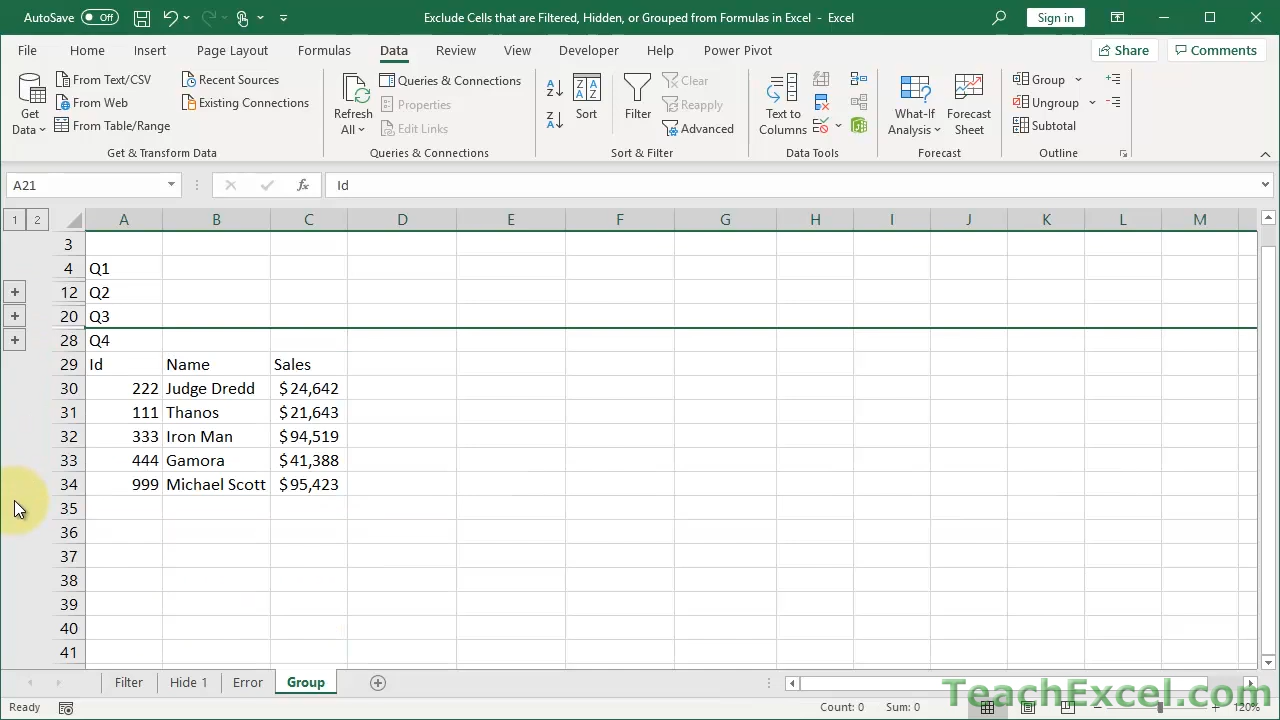 AutoSave Off Exclude Cells that are Filtered, Hidden, or Grouped from Formulas in Excel - Excel Sign in
File Home Insert Page Layout Formulas Data Review View Developer Help Power Pivot Share Comments
Get Data
From Text/CSV
From Web
From Table/Range
Recent Sources
Existing Connections
Get & Transform Data
Refresh All
Queries & Connections
Properties
Edit Links
Queries & Connections
Sort
Filter
Clear
Reapply
Advanced
Sort & Filter
Text to Columns
Data Tools
What-If Analysis
Forecast Sheet
Forecast
Group
Ungroup
Subtotal
Outline
A21 fx Id
1 2 A B C D E F G H I J K L M
3
4 Q1
12 Q2
20 Q3
28 Q4
29 Id Name Sales
30 222 Judge Dredd $24,642
31 111 Thanos $21,643
32 333 Iron Man $94,519
33 444 Gamora $41,388
34 999 Michael Scott $95,423
35
36
37
38
39
40
41
Filter Hide 1 Error Group
Ready Count: 0 Sum: 0 120%
TeachExcel.com